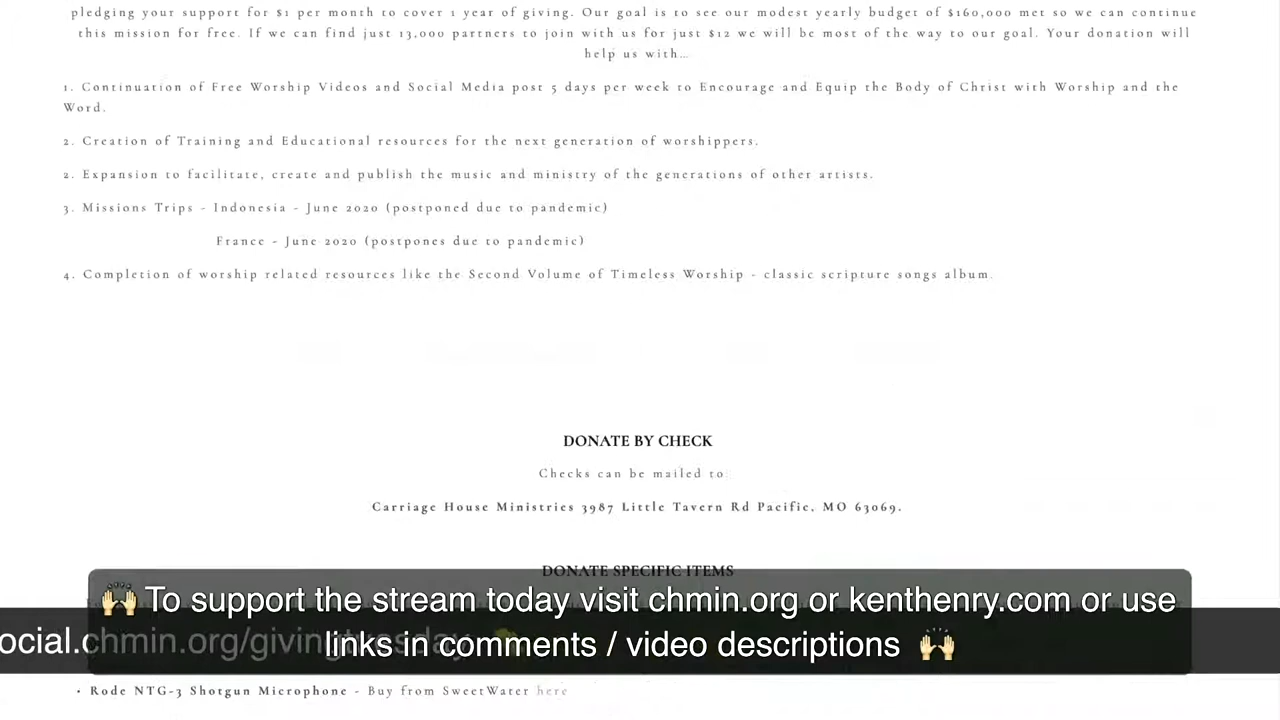 pledging your support for $1 per month to cover 1 year of giving. Our goal is to see our modest yearly budget of $160,000 met so we can continue
this mission for free. If we can find just 13,000 partners to join with us for just $12 we will be most of the way to our goal. Your donation will
help us with…
1. Continuation of Free Worship Videos and Social Media post 5 days per week to Encourage and Equip the Body of Christ with Worship and the
Word.
2. Creation of Training and Educational resources for the next generation of worshippers.
2. Expansion to facilitate, create and publish the music and ministry of the generations of other artists.
3. Missions Trips - Indonesia - June 2020 (postponed due to pandemic)
France - June 2020 (postpones due to pandemic)
4. Completion of worship related resources like the Second Volume of Timeless Worship - classic scripture songs album.
DONATE BY CHECK
Checks can be mailed to:
Carriage House Ministries 3987 Little Tavern Rd Pacific, MO 63069.
DONATE SPECIFIC ITEMS
🙌 To support the stream today visit chmin.org or kenthenry.com or use
links in comments / video descriptions 🙌
ocial.chmin.org/givingtuesday
• Rode NTG-3 Shotgun Microphone - Buy from SweetWater here